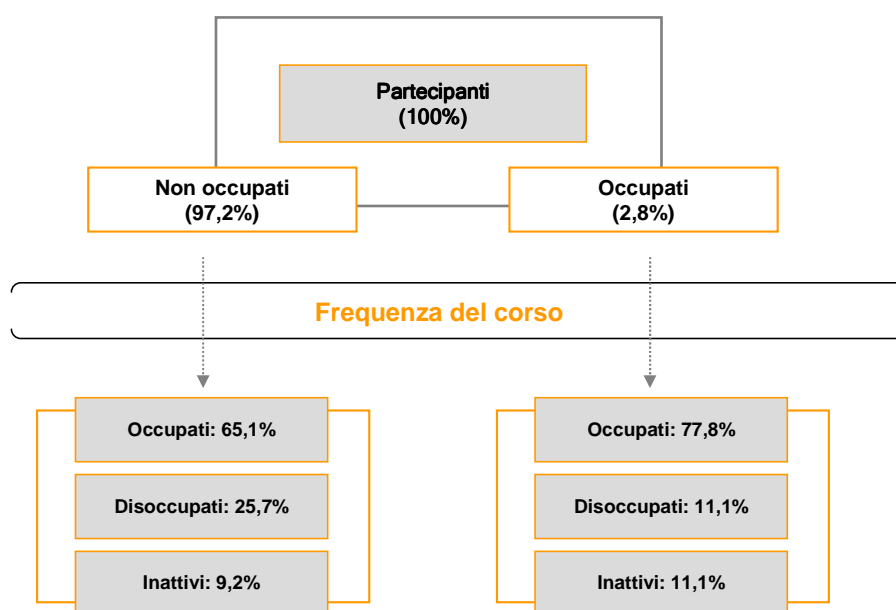 Partecipanti
(100%)
Non occupati
(97,2%)
Occupati
(2,8%)
Frequenza del corso
Occupati: 65,1%
Occupati: 77,8%
Disoccupati: 25,7%
Disoccupati: 11,1%
Inattivi: 9,2%
Inattivi: 11,1%